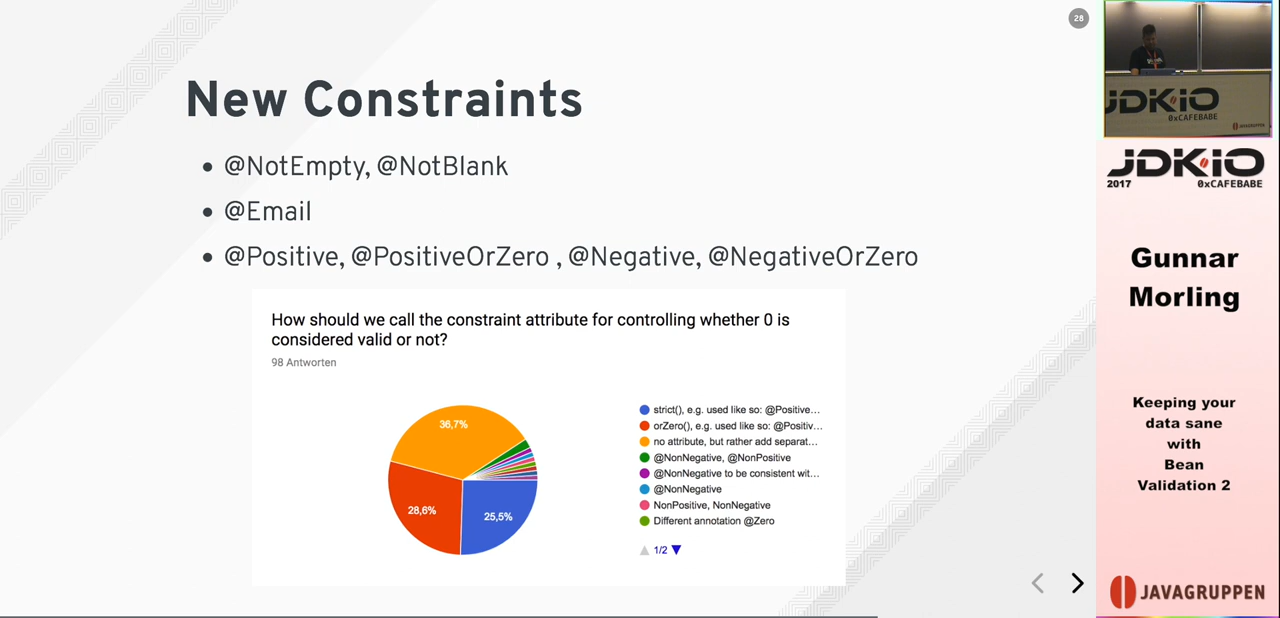 28
New Constraints
@NotEmpty, @NotBlank
@Email
@Positive, @PositiveOrZero , @Negative, @NegativeOrZero
How should we call the constraint attribute for controlling whether 0 is
considered valid or not?
98 Antworten
36,7%
28,6%
25,5%
strict(), e.g. used like so: @Positive...
orZero(), e.g. used like so: @Positiv...
no attribute, but rather add separat...
@NonNegative, @NonPositive
@NonNegative to be consistent wit...
@NonNegative
NonPositive, NonNegative
Different annotation @Zero
1/2
JDKIO
0xCAFEBABE
JAVAGRUPPEN
JDKIO
2017 0xCAFEBABE
Gunnar
Morling
Keeping your
data sane
with
Bean
Validation 2
JAVAGRUPPEN